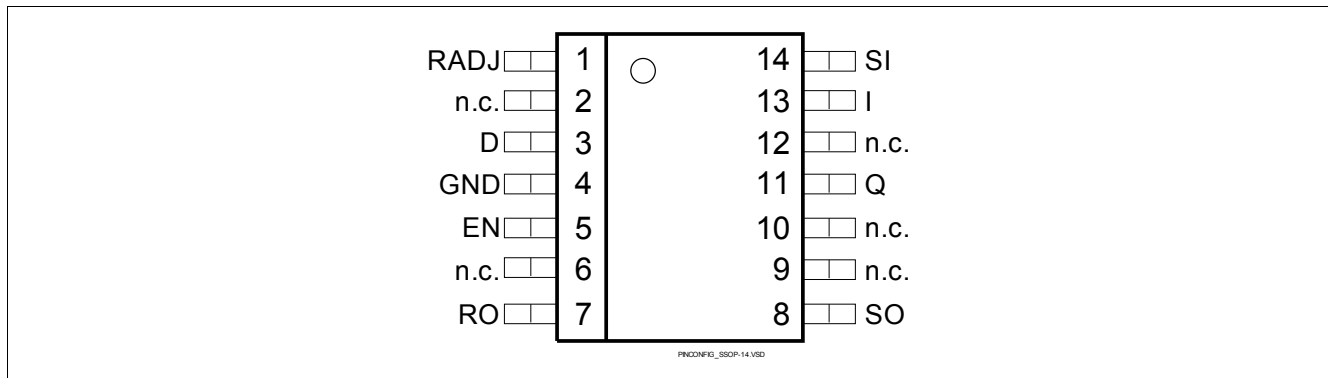 RADJ 1 14 SI
n.c. 2 13 I
D 3 12 n.c.
GND 4 11 Q
EN 5 10 n.c.
n.c. 6 9 n.c.
RO 7 8 SO
PINCONFIG_SSOP-14.VSD